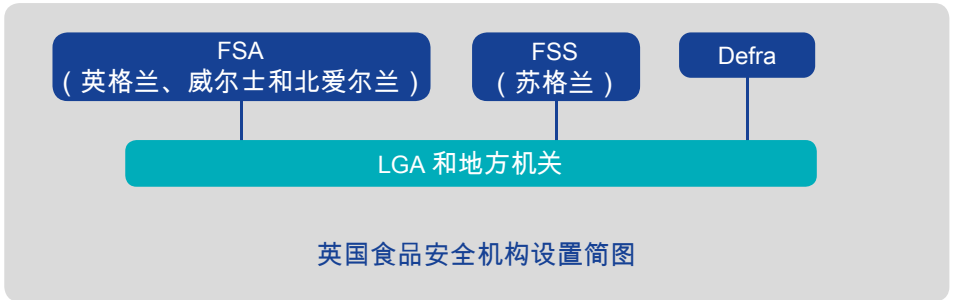 FSA
（英格兰、威尔士和北爱尔兰）
FSS
（苏格兰）
Defra
LGA 和地方机关
英国食品安全机构设置简图